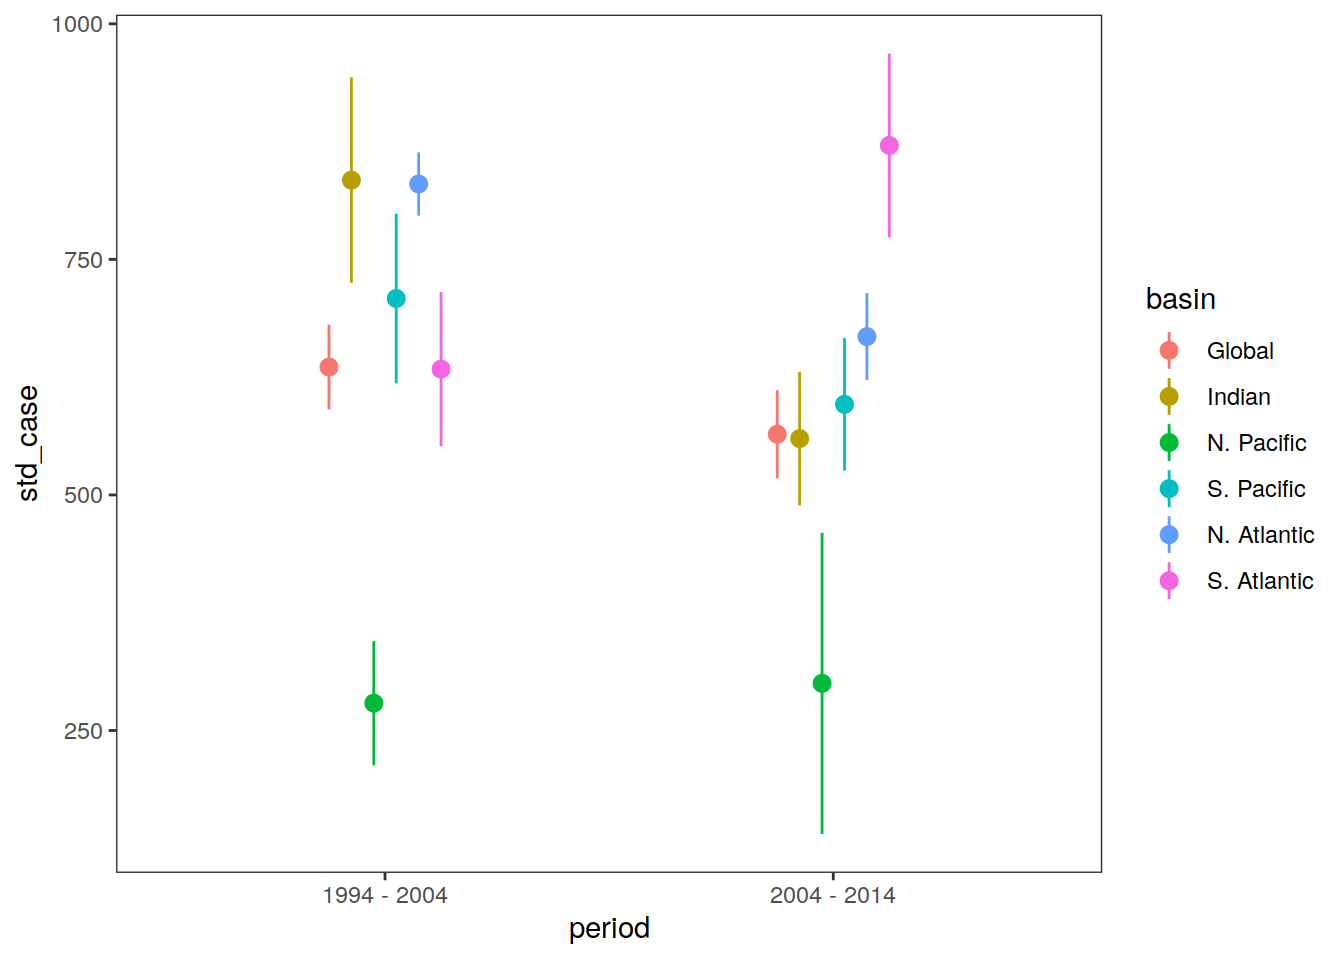 1000
750
500
250
std_case
1994 - 2004
2004 - 2014
period
basin
Global
Indian
N. Pacific
S. Pacific
N. Atlantic
S. Atlantic